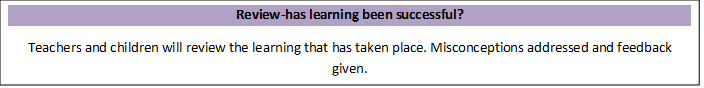 Review-has learning been successful?
Teachers and children will review the learning that has taken place. Misconceptions addressed and feedback
given.